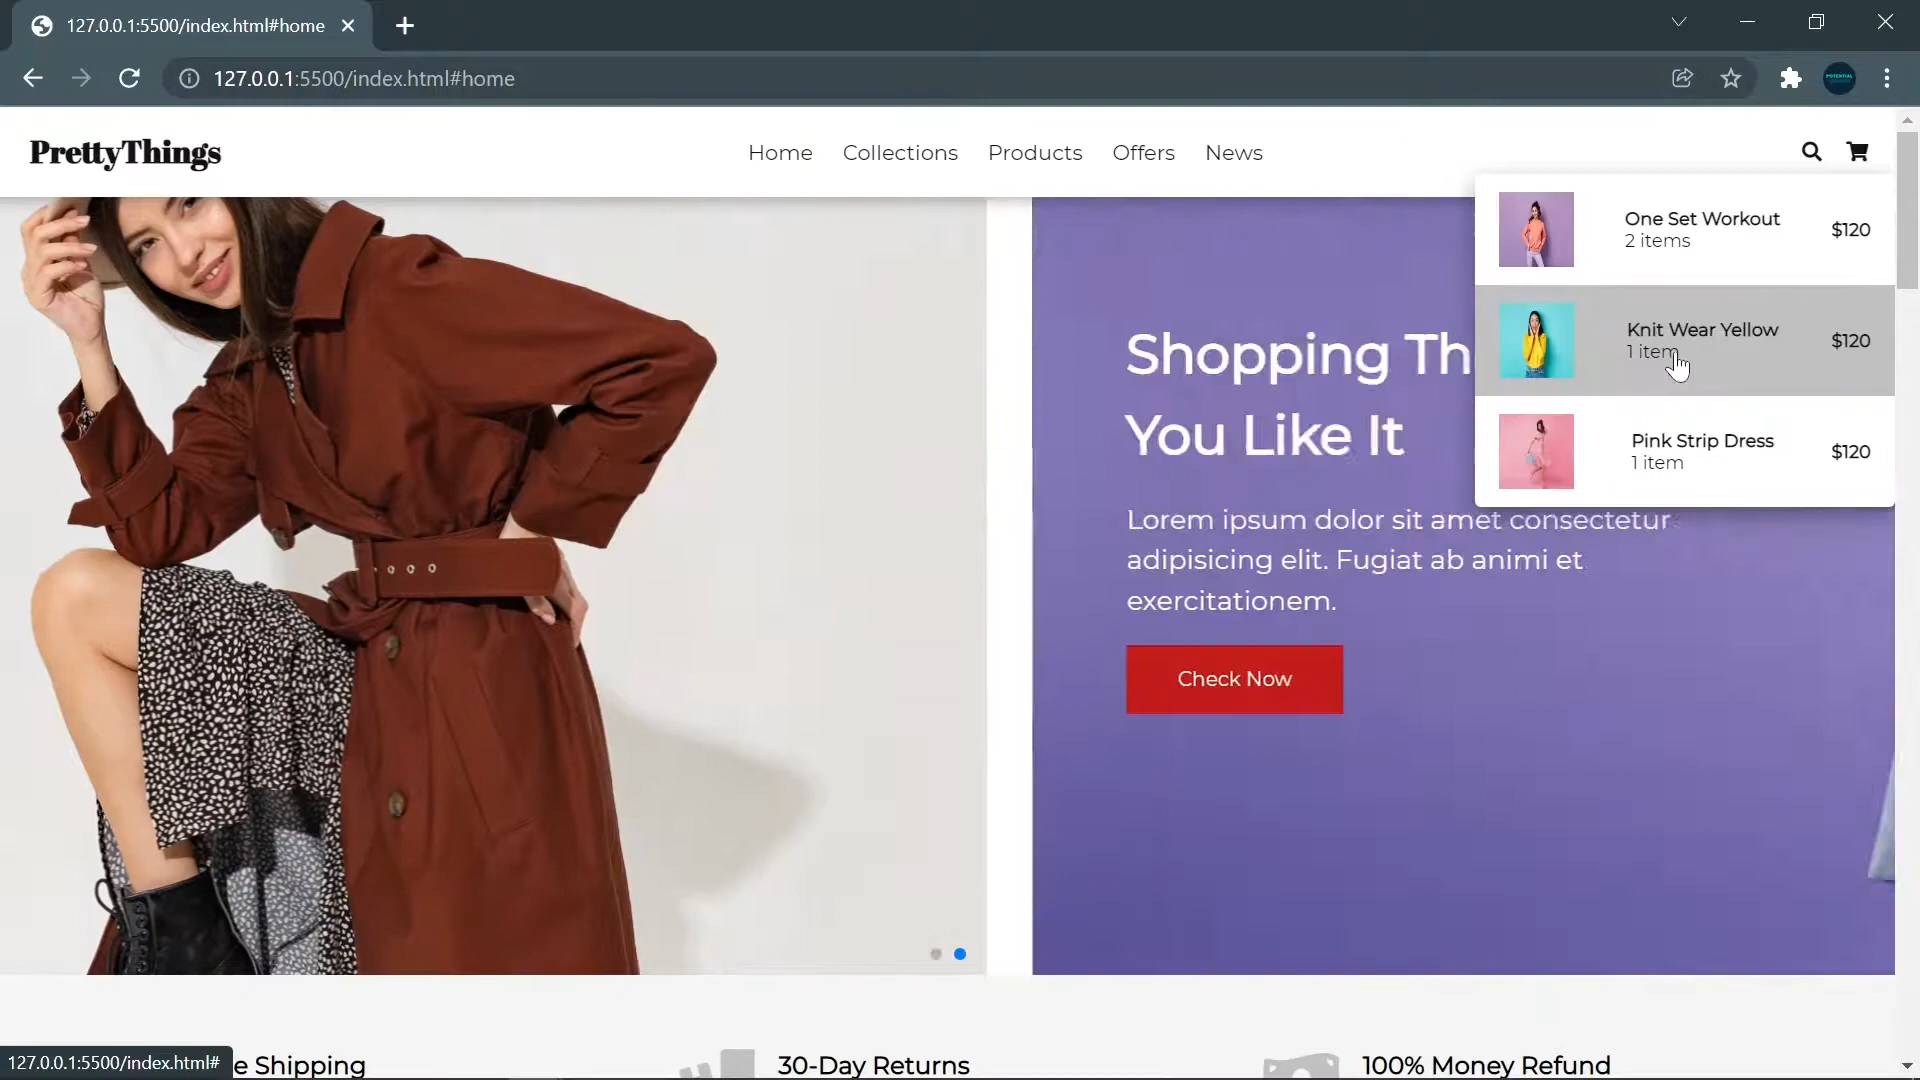 127.0.0.1:5500/index.html#home
127.0.0.1:5500/index.html#home
PrettyThings
Home Collections Products Offers News
One Set Workout
2 items
$120
Knit Wear Yellow
1 item
$120
Pink Strip Dress
1 item
$120
Shopping Th
You Like It
Lorem ipsum dolor sit amet consectetur
adipisicing elit. Fugiat ab animi et
exercitationem.
Check Now
127.0.0.1:5500/index.html#
e Shipping
30-Day Returns
100% Money Refund